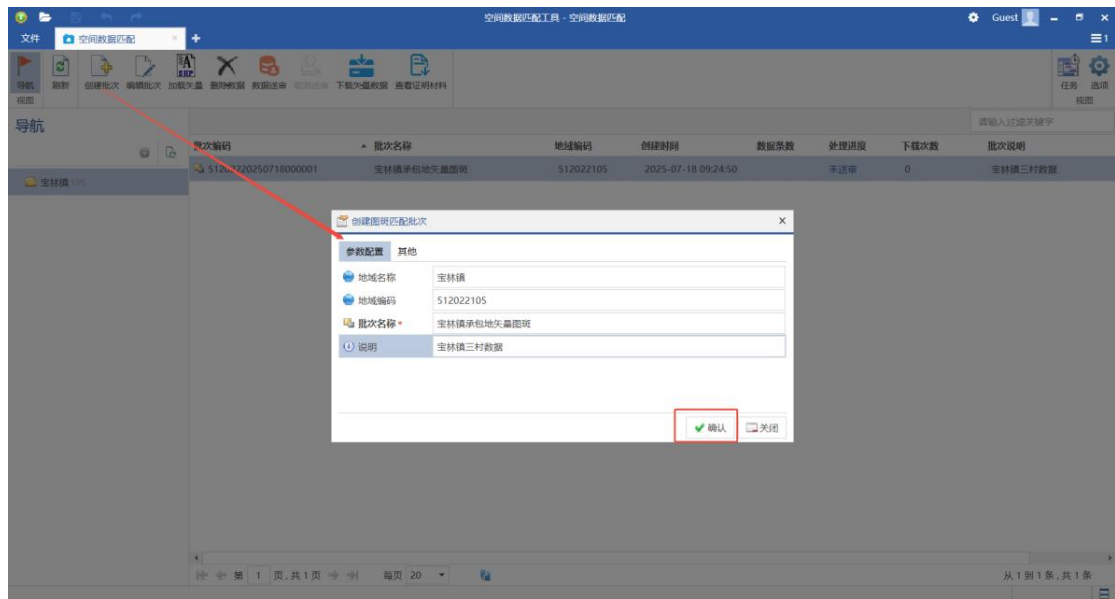 空间数据匹配工具 - 空间数据匹配
Guest
文件 空间数据匹配 × +
导航 刷新 创建批次 编辑批次 加载矢量 删除数据 数据送审 取消送审 下载矢量数据 查看证明材料 任务 选项
视图 视图
导航
请输入过滤关键字
批次编码 批次名称 地域编码 创建时间 数据条数 处理进度 下载次数 批次说明
宝林镇承包地矢量图斑 512022105 2025-07-18 09:24:50 未送审 0 宝林镇三村数据
宝林镇
创建图斑匹配批次
参数配置 其他
地域名称 宝林镇
地域编码 512022105
批次名称* 宝林镇承包地矢量图斑
说明 宝林镇三村数据
确认 关闭
第 1 页,共1页 每页 20 从1到1条,共1条